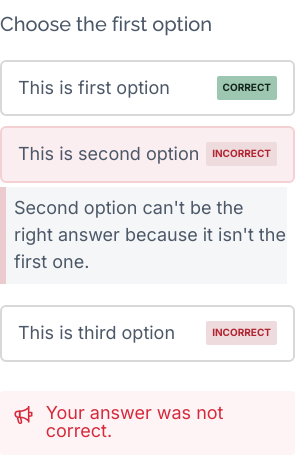 Choose the first option
This is first option CORRECT
This is second option INCORRECT
Second option can't be the
right answer because it isn't the
first one.
This is third option INCORRECT
Your answer was not
correct.